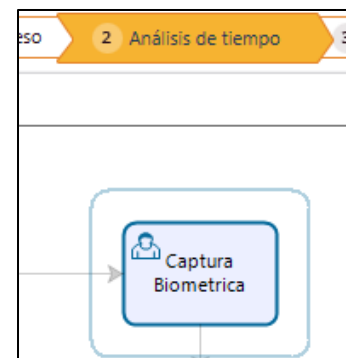 eso 2 Análisis de tiempo 3
Captura
Biometrica